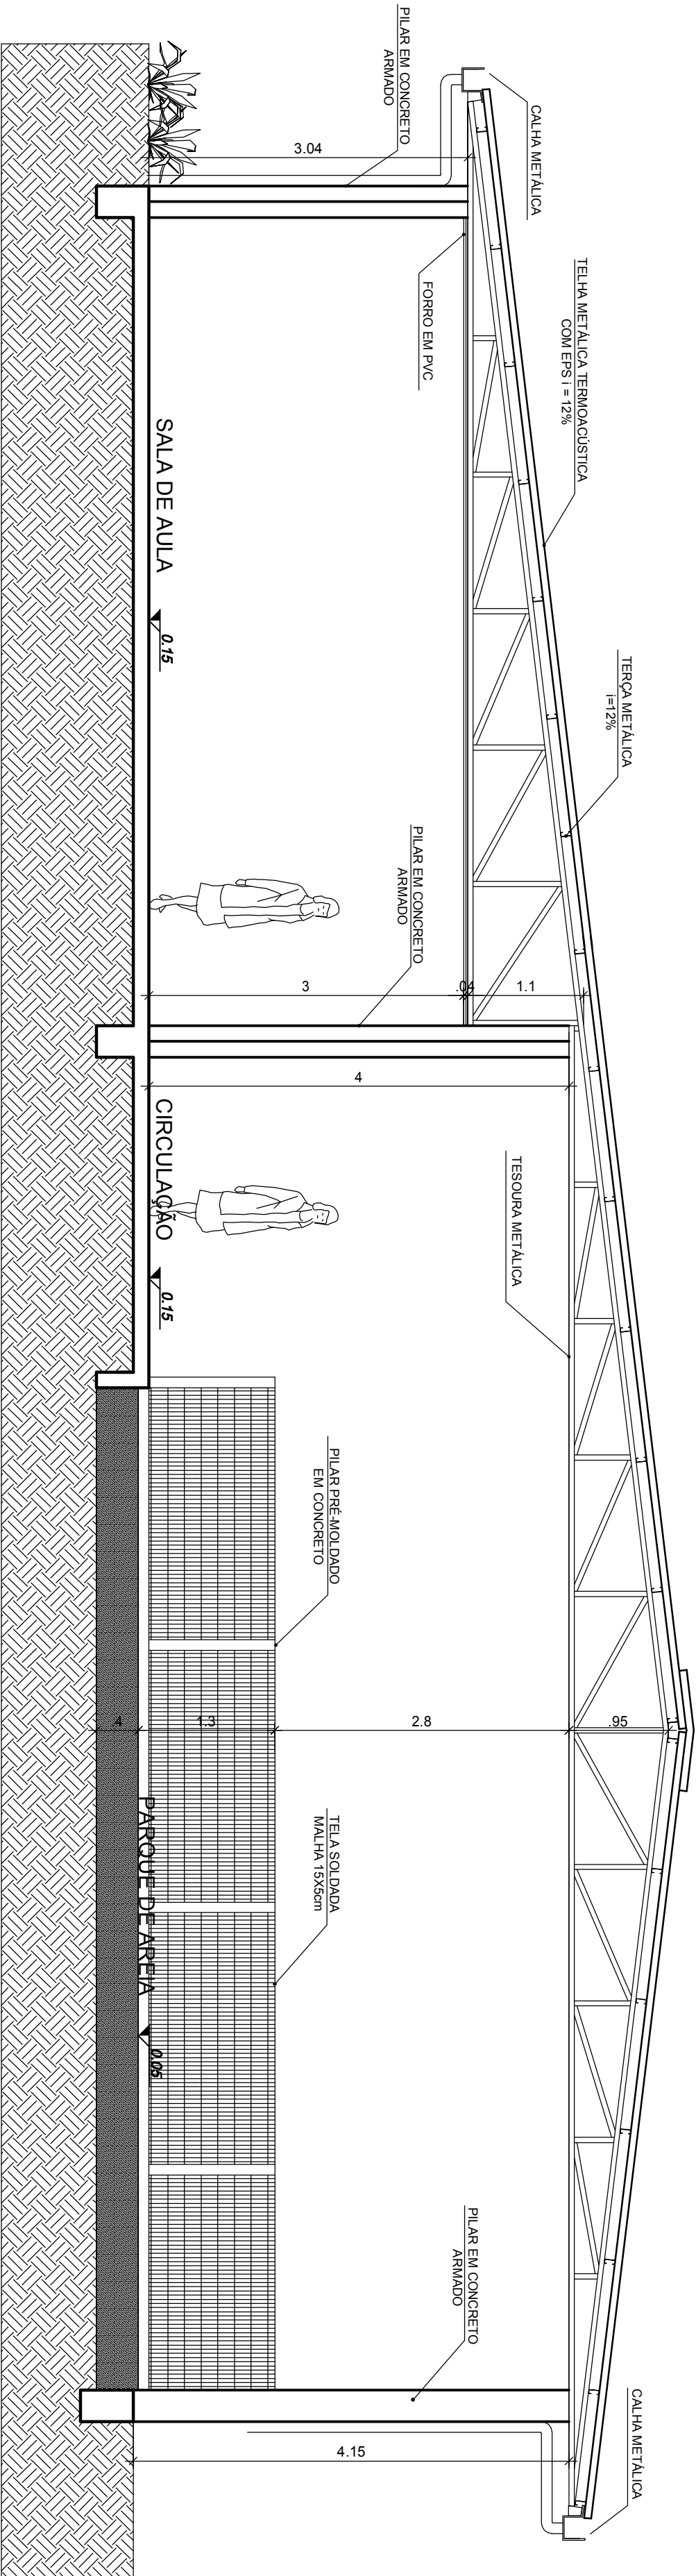 PILAR EM CONCRETO
ARMADO
CALHA METÁLICA
3.04
TELHA METÁLICA TERMOACÚSTICA
COM EPS i = 12%
FORRO EM PVC
SALA DE AULA
0.15
TERÇA METÁLICA
i=12%
PILAR EM CONCRETO
ARMADO
3
.04
1.1
4
CIRCULAÇÃO
0.15
TESOURA METÁLICA
PILAR PRÉ-MOLDADO
EM CONCRETO
.4
1.3
2.8
.95
PARQUE DE AREIA
0.05
TELA SOLDADA
MALHA 15X5cm
PILAR EM CONCRETO
ARMADO
4.15
CALHA METÁLICA